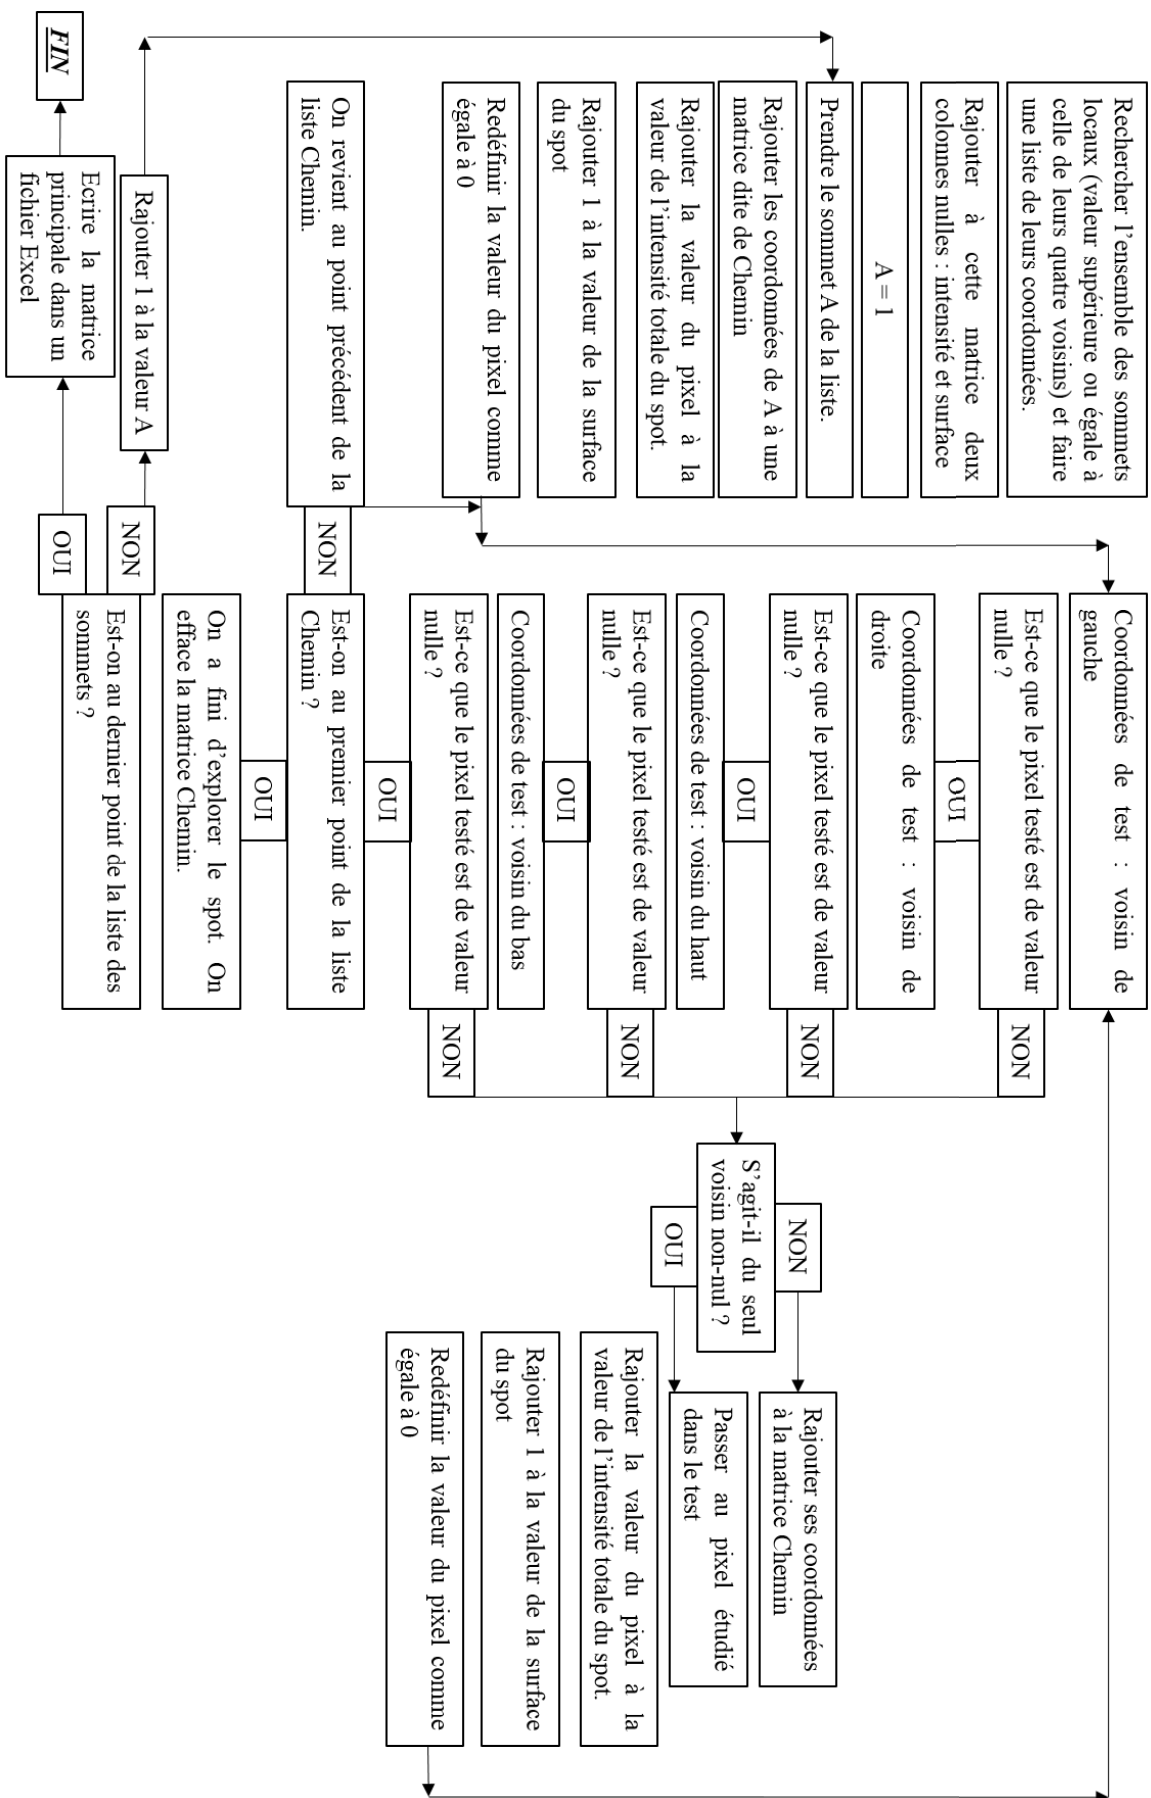 Rechercher l’ensemble des sommets
locaux (valeur supérieure ou égale à
celle de leurs quatre voisins) et faire
une liste de leurs coordonnées.
Rajouter à cette matrice deux
colonnes nulles : intensité et surface
A = 1
Prendre le sommet A de la liste.
Rajouter les coordonnées de A à une
matrice dite de Chemin
Rajouter la valeur du pixel à la
valeur de l’intensité totale du spot.
Rajouter 1 à la valeur de la surface
du spot
Redéfinir la valeur du pixel comme
égale à 0
On revient au point précédent de la
liste Chemin.
Rajouter 1 à la valeur A
Ecrire la matrice
principale dans un
fichier Excel
FIN
Coordonnées de test : voisin de
gauche
Est-ce que le pixel testé est de valeur
nulle ?
NON
OUI
Coordonnées de test : voisin de
droite
Est-ce que le pixel testé est de valeur
nulle ?
NON
OUI
Coordonnées de test : voisin du haut
Est-ce que le pixel testé est de valeur
nulle ?
NON
OUI
Coordonnées de test : voisin du bas
Est-ce que le pixel testé est de valeur
nulle ?
NON
OUI
Est-on au premier point de la liste
Chemin ?
NON
OUI
On a fini d’explorer le spot. On
efface la matrice Chemin.
Est-on au dernier point de la liste des
sommets ?
NON
OUI
S’agit-il du seul
voisin non-nul ?
NON
OUI
Rajouter ses coordonnées
à la matrice Chemin
Passer au pixel étudié
dans le test
Rajouter la valeur du pixel à la
valeur de l’intensité totale du spot.
Rajouter 1 à la valeur de la surface
du spot
Redéfinir la valeur du pixel comme
égale à 0